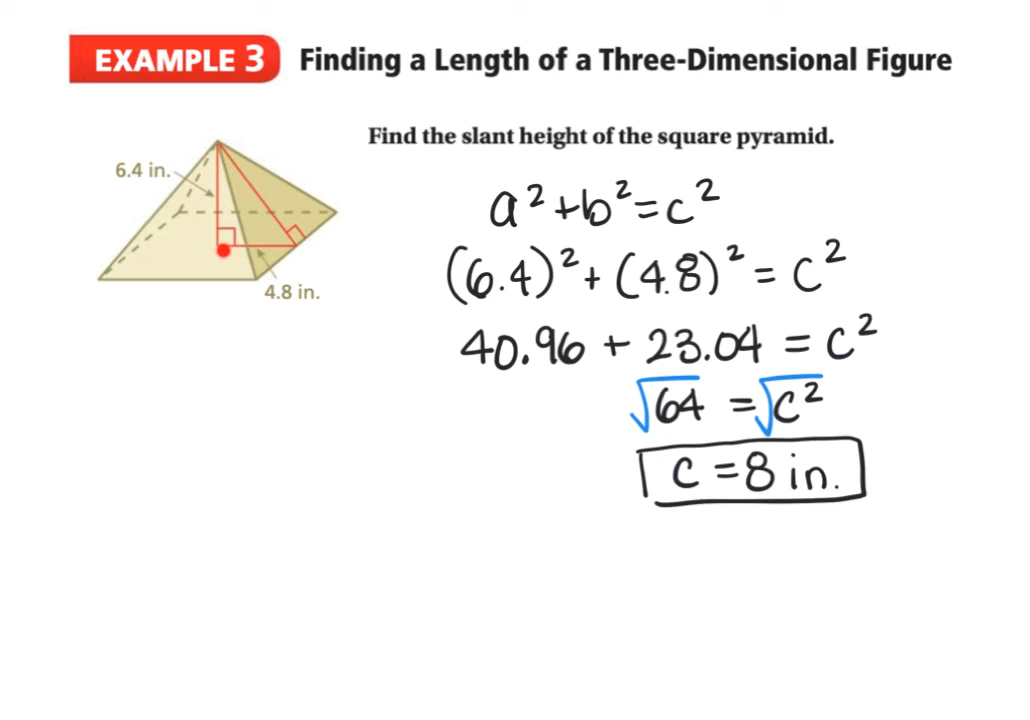 EXAMPLE 3 Finding a Length of a Three-Dimensional Figure
Find the slant height of the square pyramid.
6.4 in.
4.8 in.
a²+b²=c²
(6.4)²+(4.8)²=c²
40.96 + 23.04 = c²
√64 = √c²
c = 8 in.